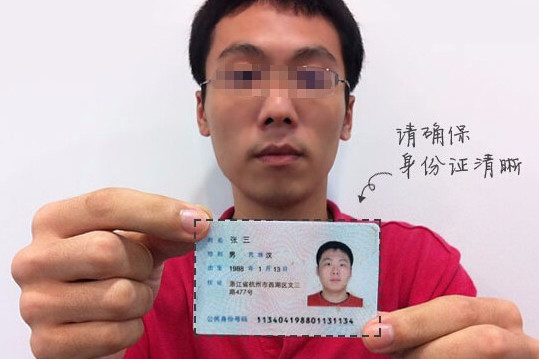 请确保
身份证清晰
姓名 张三
性别 男 民族 汉
出生 1988 年 1 月 13 日
住址 浙江省杭州市西湖区文三
路477号
公民身份号码 113404198801131134